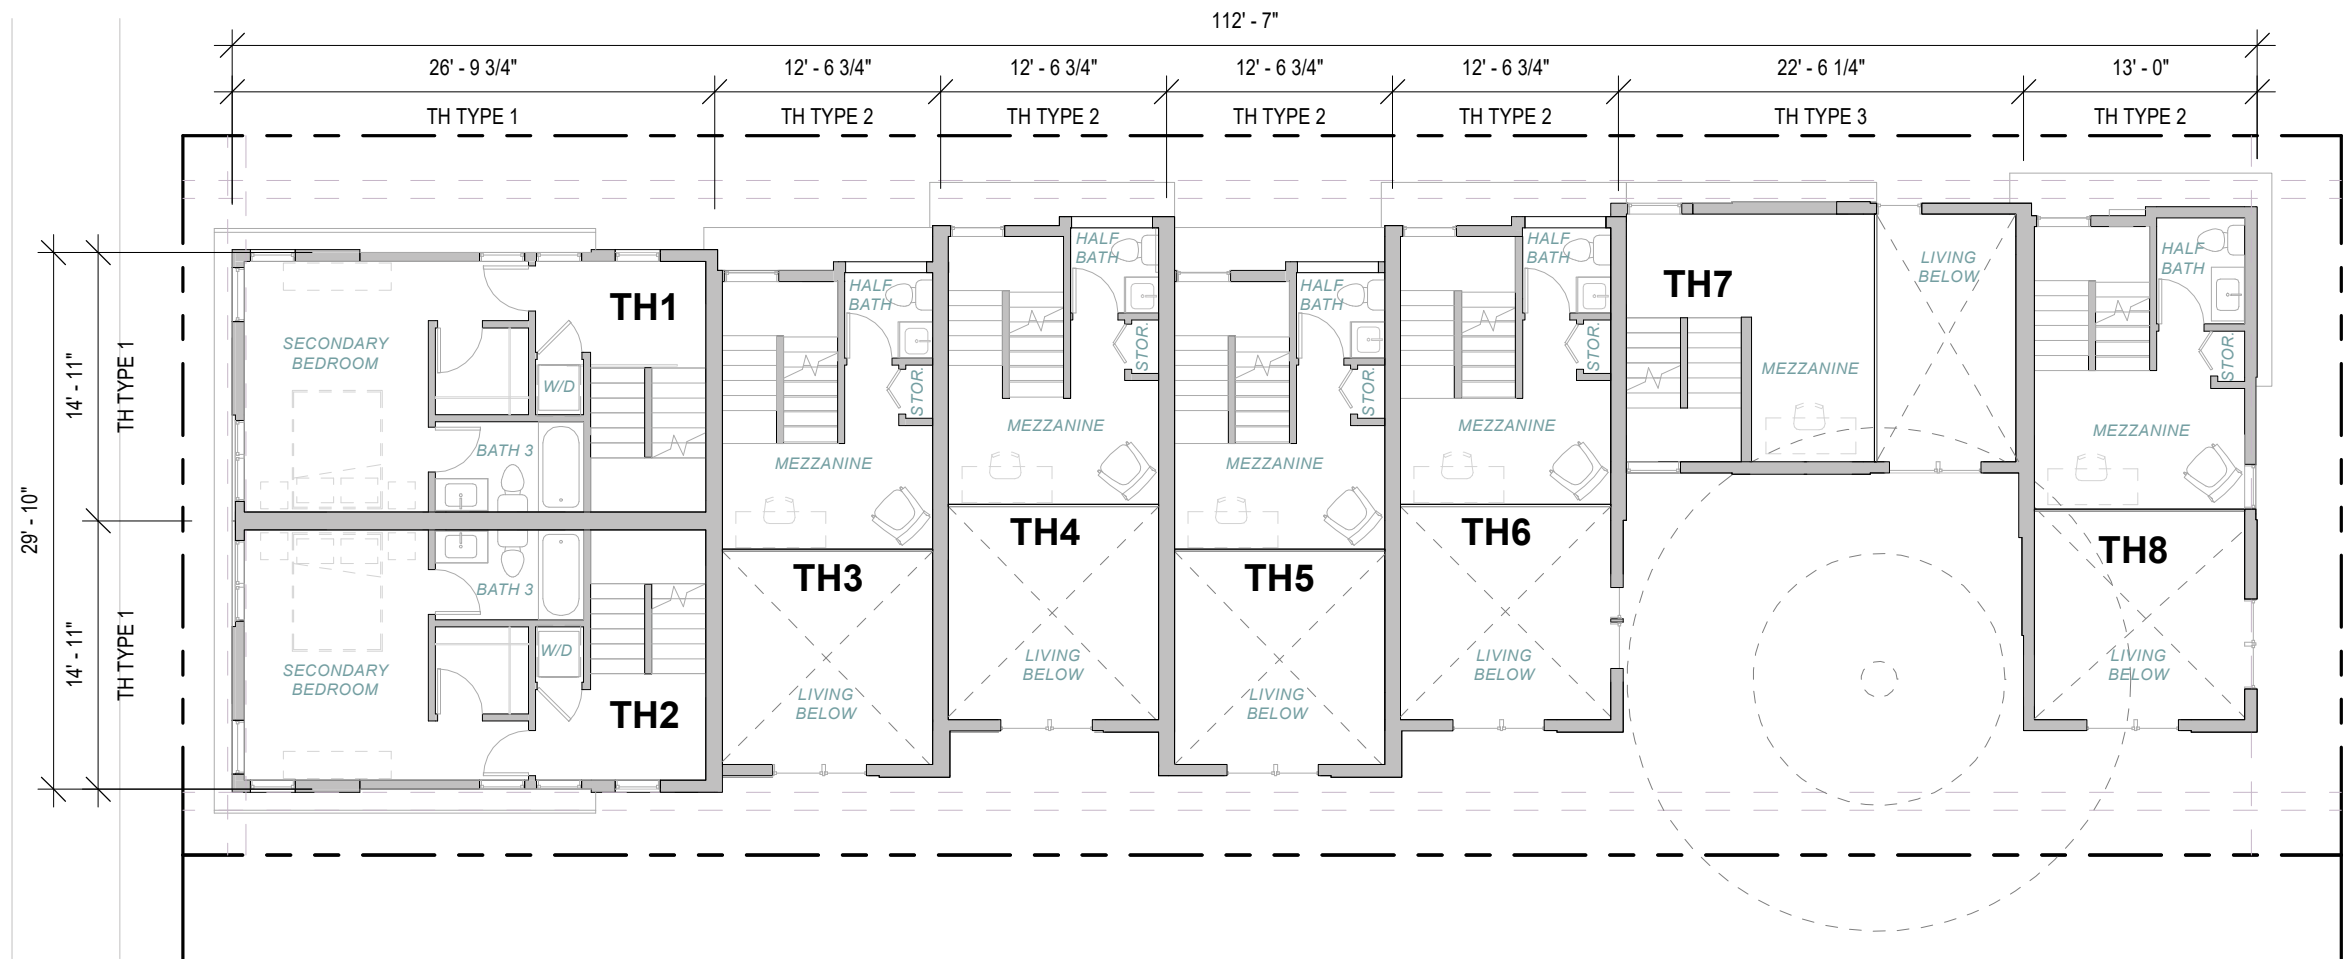 112' - 7"
26' - 9 3/4"
12' - 6 3/4"
12' - 6 3/4"
12' - 6 3/4"
12' - 6 3/4"
22' - 6 1/4"
13' - 0"
TH TYPE 1
TH TYPE 2
TH TYPE 2
TH TYPE 2
TH TYPE 2
TH TYPE 3
TH TYPE 2
29' - 10"
14' - 11"
TH TYPE 1
14' - 11"
TH TYPE 1
TH1
SECONDARY
BEDROOM
W/D
BATH 3
TH2
SECONDARY
BEDROOM
W/D
BATH 3
HALF
BATH
STOR.
MEZZANINE
TH3
LIVING
BELOW
HALF
BATH
STOR.
MEZZANINE
TH4
LIVING
BELOW
HALF
BATH
STOR.
MEZZANINE
TH5
LIVING
BELOW
HALF
BATH
STOR.
MEZZANINE
TH6
LIVING
BELOW
TH7
MEZZANINE
LIVING
BELOW
HALF
BATH
STOR.
MEZZANINE
TH8
LIVING
BELOW